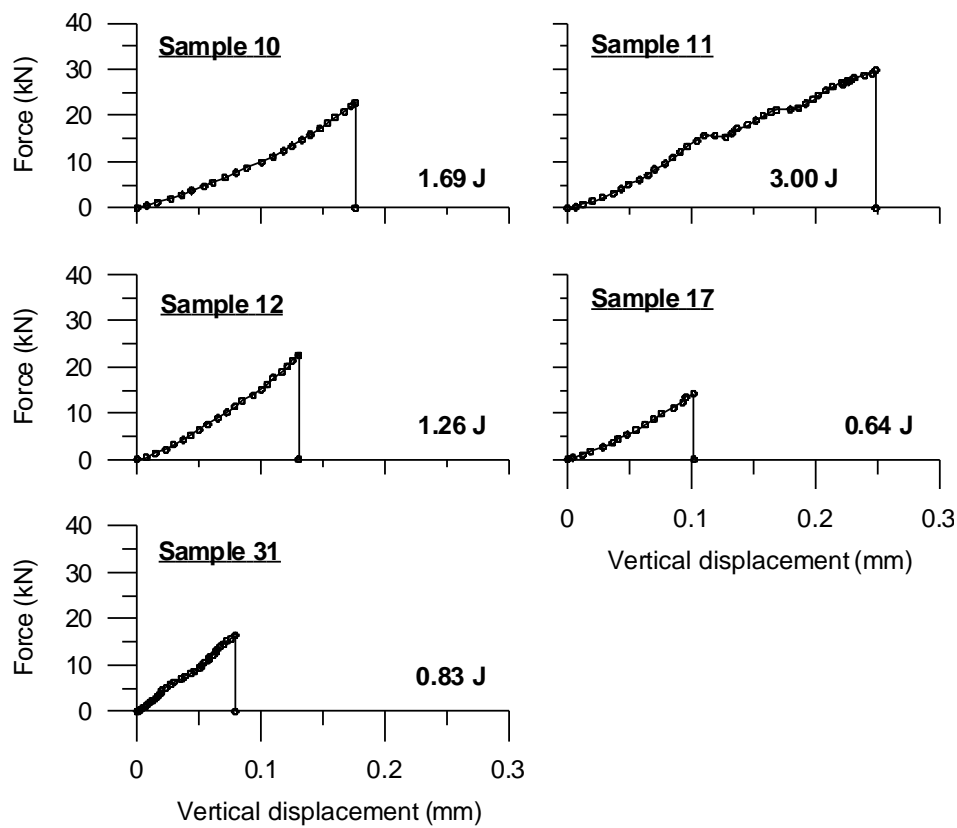 40
30
20
10
0
Force (kN)
Sample 10
1.69 J
Sample 11
3.00 J
40
30
20
10
0
Force (kN)
Sample 12
1.26 J
Sample 17
0.64 J
0
0.1
0.2
0.3
Vertical displacement (mm)
40
30
20
10
0
Force (kN)
Sample 31
0.83 J
0
0.1
0.2
0.3
Vertical displacement (mm)